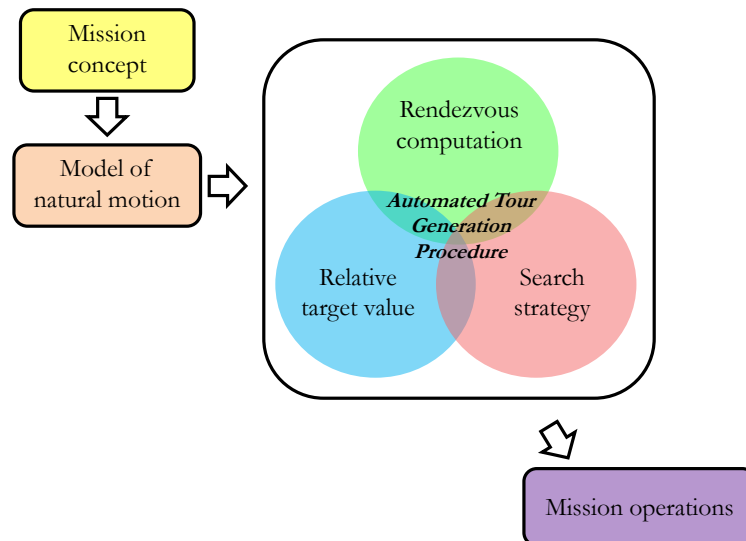 Mission
concept
Model of
natural motion
Rendezvous
computation
Automated Tour
Generation
Procedure
Relative
target value
Search
strategy
Mission operations